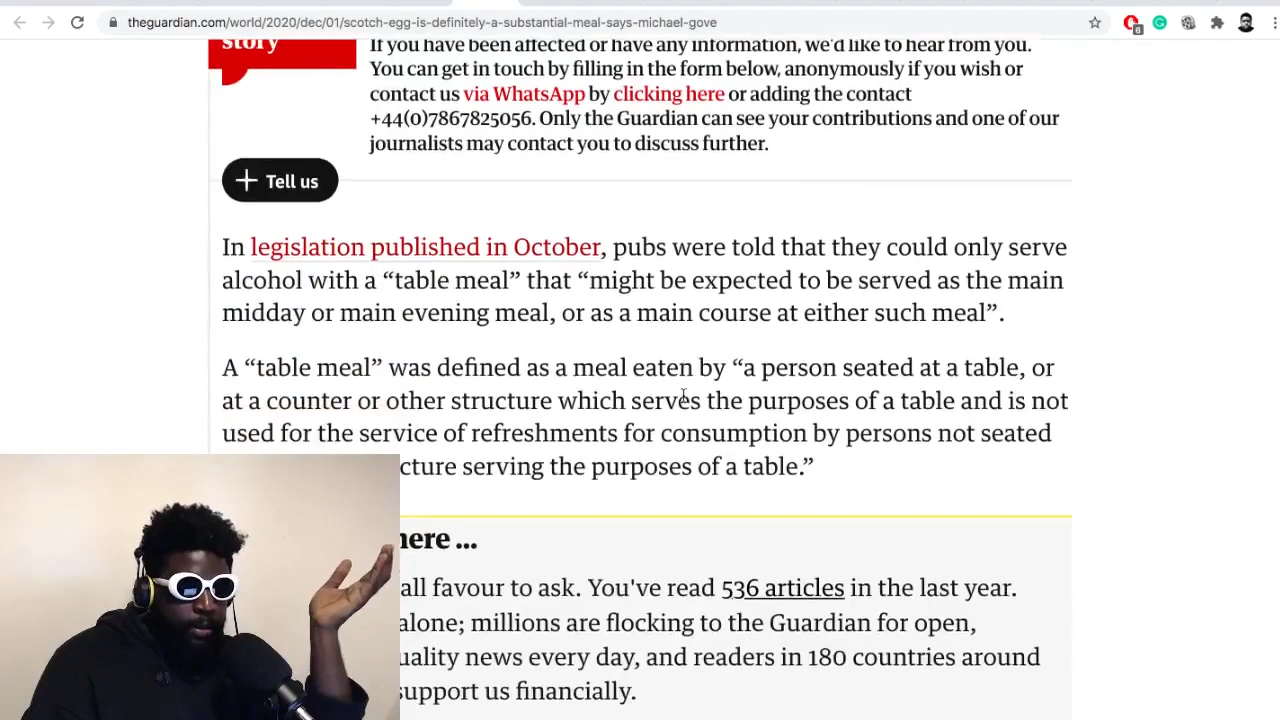 theguardian.com/world/2020/dec/01/scotch-egg-is-definitely-a-substantial-meal-says-michael-gove
6
story
If you have been affected or have any information, we'd like to hear from you.
You can get in touch by filling in the form below, anonymously if you wish or
contact us via WhatsApp by clicking here or adding the contact
+44(0)7867825056. Only the Guardian can see your contributions and one of our
journalists may contact you to discuss further.
Tell us
In legislation published in October, pubs were told that they could only serve
alcohol with a “table meal” that “might be expected to be served as the main
midday or main evening meal, or as a main course at either such meal”.
A “table meal” was defined as a meal eaten by “a person seated at a table, or
at a counter or other structure which serves the purposes of a table and is not
used for the service of refreshments for consumption by persons not seated
cture serving the purposes of a table.”
here ...
all favour to ask. You've read 536 articles in the last year.
alone; millions are flocking to the Guardian for open,
uality news every day, and readers in 180 countries around
support us financially.